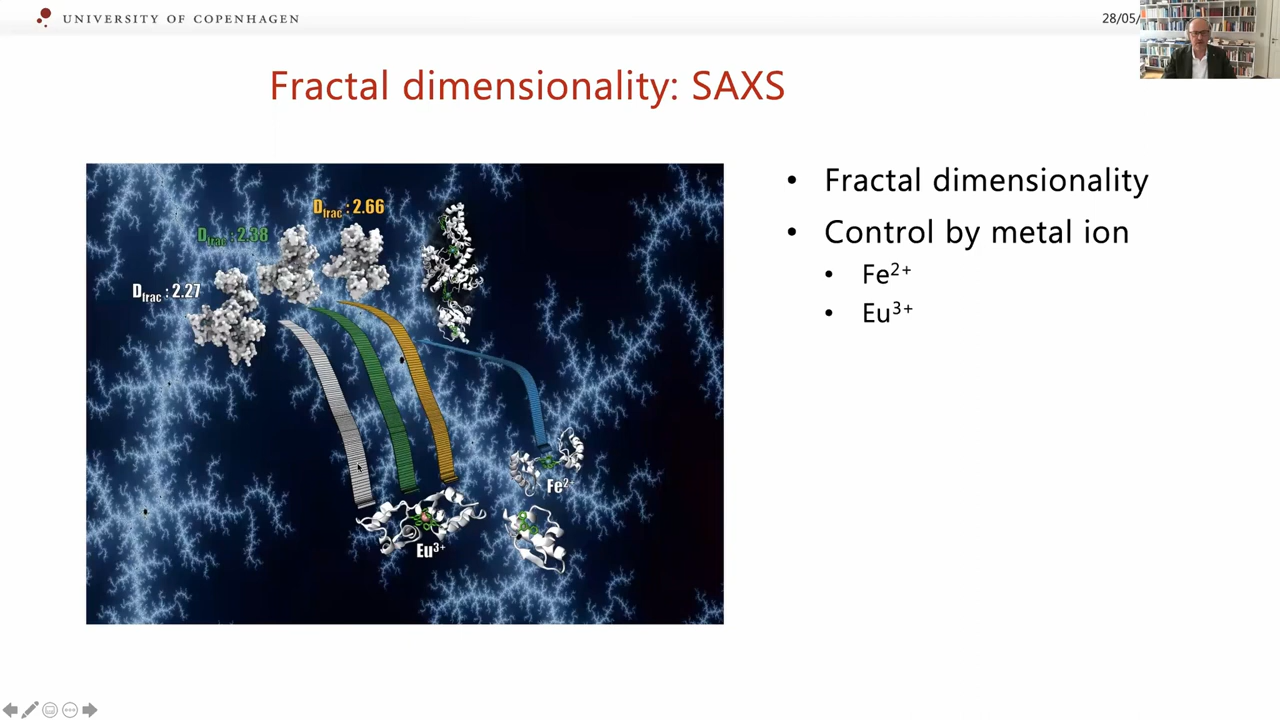 UNIVERSITY OF COPENHAGEN
28/05/
Fractal dimensionality: SAXS
Dfrac : 2.66
Dfrac : 2.38
Dfrac : 2.27
Fe2
Eu3+
• Fractal dimensionality
• Control by metal ion
• Fe2+
• Eu3+